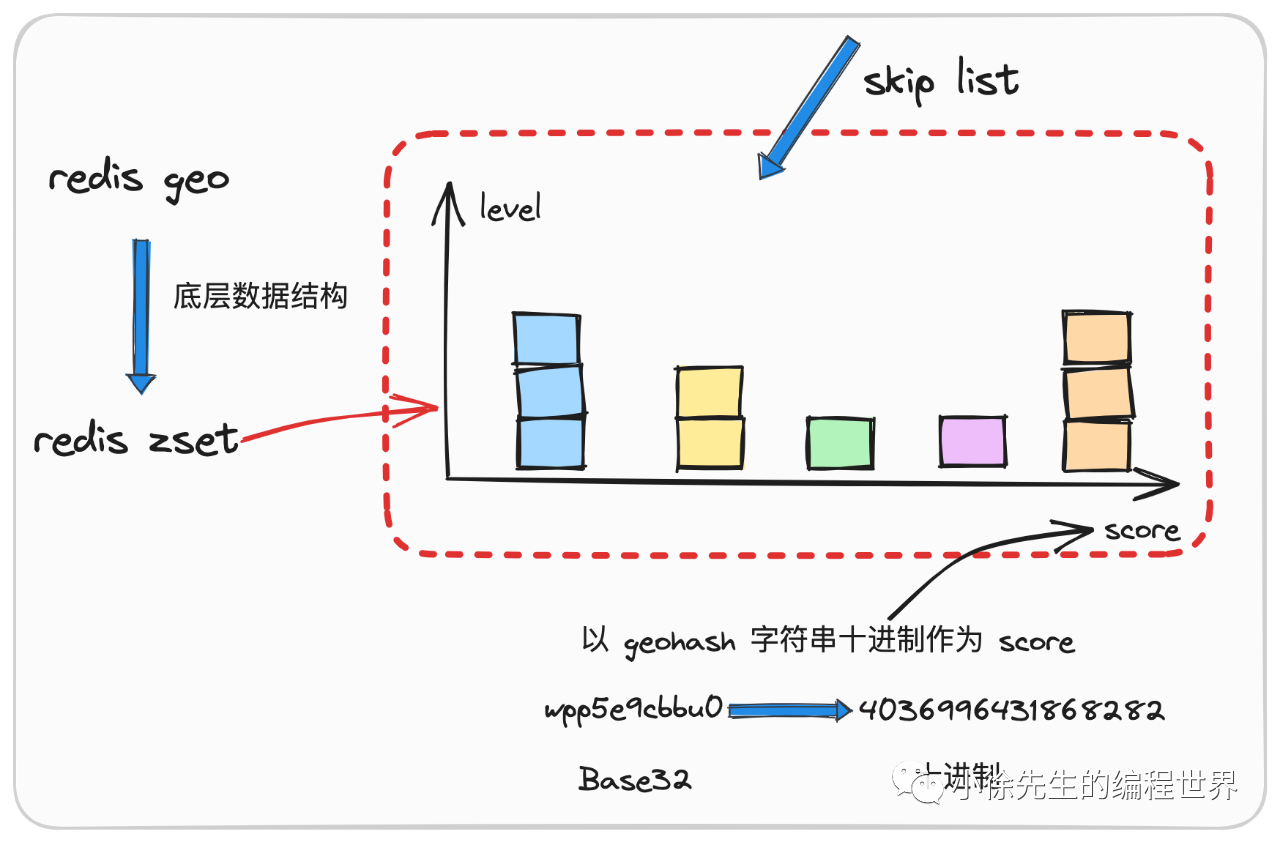 skip list
redis geo
level
底层数据结构
redis zset
score
以 geohash 字符串十进制作为 score
wpp5e9cbbu0
4036996431868282
Base32
十进制
小徐先生的编程世界